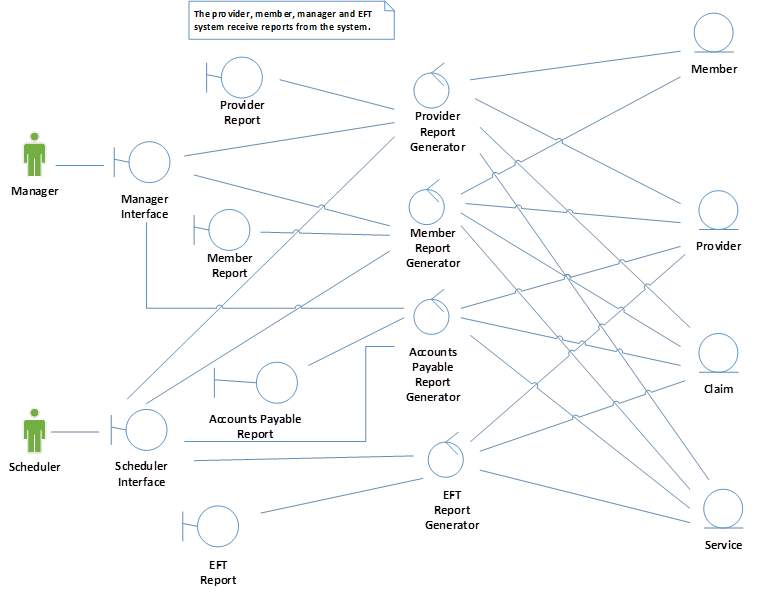 The provider, member, manager and EFT
system receive reports from the system.
Member
Provider
Report
Provider
Report
Generator
Manager
Manager
Interface
Member
Report
Member
Report
Generator
Provider
Accounts
Payable
Report
Generator
Claim
Accounts Payable
Report
Scheduler
Scheduler
Interface
EFT
Report
Generator
Service
EFT
Report